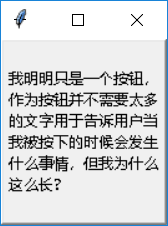 我明明只是一个按钮，
作为按钮并不需要太多
的文字用于告诉用户当
我被按下的时候会发生
什么事情，但我为什么
这么长？